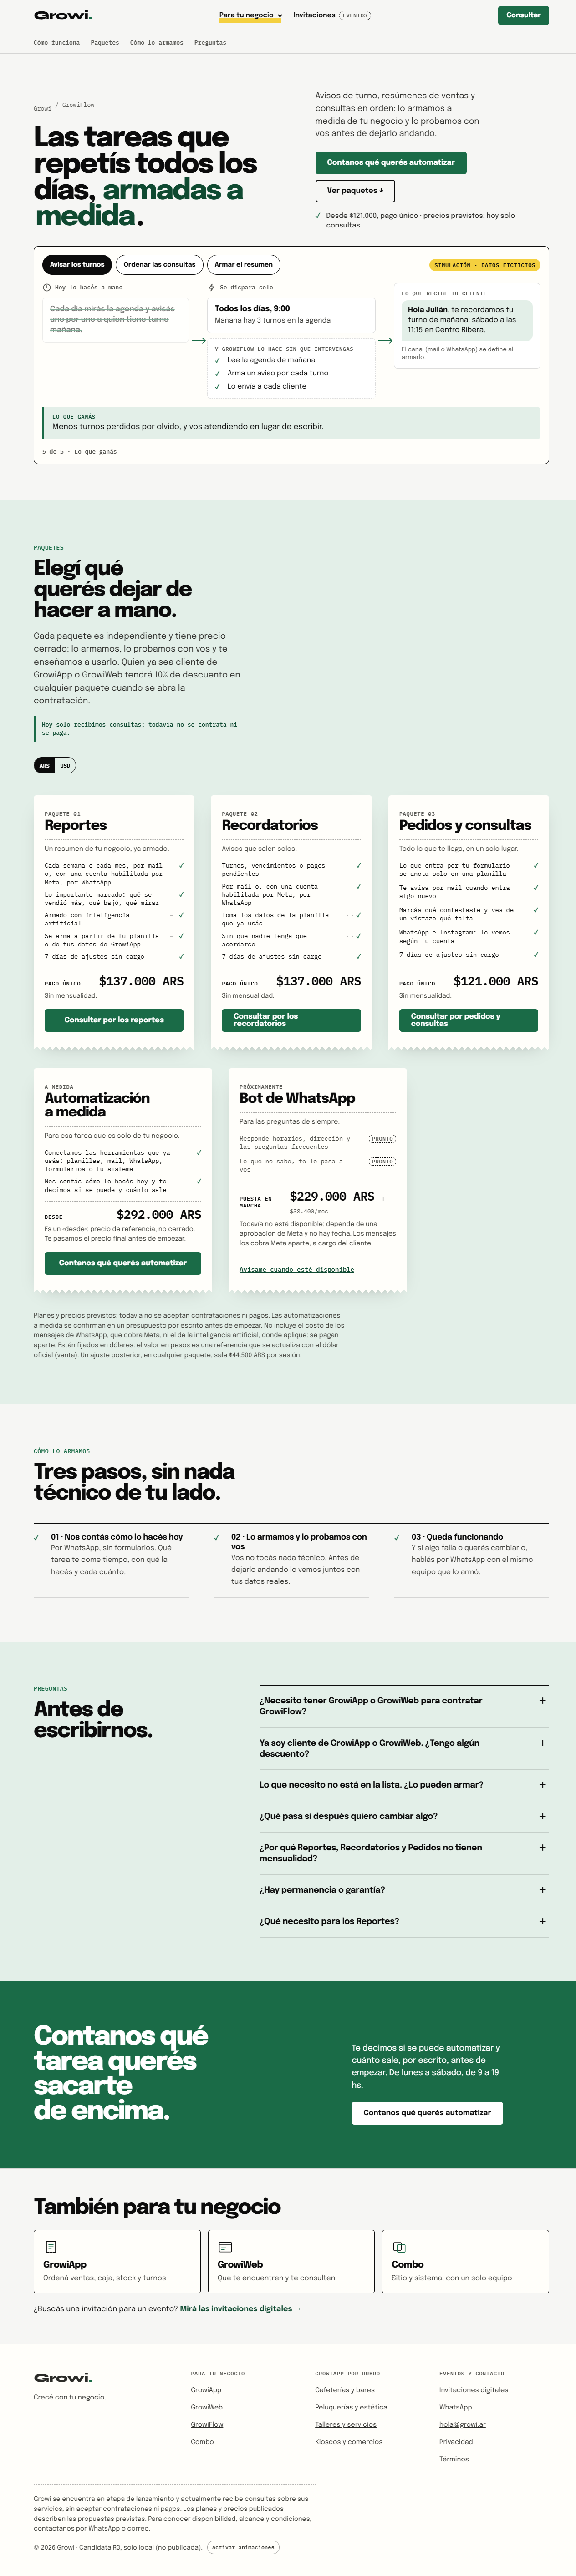 Growi.
Para tu negocio
Invitaciones EVENTOS
Consultar
Cómo funciona
Paquetes
Cómo lo armamos
Preguntas
Growi / GrowiFlow
Las tareas que
repetís todos los
días, armadas a
medida.
Avisos de turno, resúmenes de ventas y
consultas en orden: lo armamos a
medida de tu negocio y lo probamos con
vos antes de dejarlo andando.
Contanos qué querés automatizar
Ver paquetes ↓
✓ Desde $121.000, pago único · precios previstos: hoy solo
consultas
Avisar los turnos
Ordenar las consultas
Armar el resumen
SIMULACIÓN · DATOS FICTICIOS
Hoy lo hacés a mano
Cada día mirás la agenda y avisás
uno por uno a quien tiene turno
mañana.
Se dispara solo
Todos los días, 9:00
Mañana hay 3 turnos en la agenda
Y GROWIFLOW LO HACE SIN QUE INTERVENGAS
✓ Lee la agenda de mañana
✓ Arma un aviso por cada turno
✓ Lo envía a cada cliente
LO QUE RECIBE TU CLIENTE
Hola Julián, te recordamos tu
turno de mañana: sábado a las
11:15 en Centro Ribera.
El canal (mail o WhatsApp) se define al
armarlo.
LO QUE GANÁS
Menos turnos perdidos por olvido, y vos atendiendo en lugar de escribir.
5 de 5 · Lo que ganás
PAQUETES
Elegí qué
querés dejar de
hacer a mano.
Cada paquete es independiente y tiene precio
cerrado: lo armamos, lo probamos con vos y te
enseñamos a usarlo. Quien ya sea cliente de
GrowiApp o GrowiWeb tendrá 10% de descuento en
cualquier paquete cuando se abra la
contratación.
Hoy solo recibimos consultas: todavía no se contrata ni
se paga.
ARS USD
PAQUETE 01
Reportes
Un resumen de tu negocio, ya armado.
Cada semana o cada mes, por mail
o, con una cuenta habilitada por
Meta, por WhatsApp ✓
Lo importante marcado: qué se
vendió más, qué bajó, qué mirar ✓
Armado con inteligencia
artificial ✓
Se arma a partir de tu planilla
o de tus datos de GrowiApp ✓
7 días de ajustes sin cargo ✓
PAGO ÚNICO $137.000 ARS
Sin mensualidad.
Consultar por los reportes
PAQUETE 02
Recordatorios
Avisos que salen solos.
Turnos, vencimientos o pagos
pendientes ✓
Por mail o, con una cuenta
habilitada por Meta, por
WhatsApp ✓
Toma los datos de la planilla
que ya usás ✓
Sin que nadie tenga que
acordarse ✓
7 días de ajustes sin cargo ✓
PAGO ÚNICO $137.000 ARS
Sin mensualidad.
Consultar por los
recordatorios
PAQUETE 03
Pedidos y consultas
Todo lo que te llega, en un solo lugar.
Lo que entra por tu formulario
se anota solo en una planilla ✓
Te avisa por mail cuando entra
algo nuevo ✓
Marcás qué contestaste y ves de
un vistazo qué falta ✓
WhatsApp e Instagram: lo vemos
según tu cuenta ✓
7 días de ajustes sin cargo ✓
PAGO ÚNICO $121.000 ARS
Sin mensualidad.
Consultar por pedidos y
consultas
A MEDIDA
Automatización
a medida
Para esa tarea que es solo de tu negocio.
Conectamos las herramientas que ya
usás: planillas, mail, WhatsApp,
formularios o tu sistema ✓
Nos contás cómo lo hacés hoy y te
decimos si se puede y cuánto sale ✓
DESDE $292.000 ARS
Es un «desde»: precio de referencia, no cerrado.
Te pasamos el precio final antes de empezar.
Contanos qué querés automatizar
PRÓXIMAMENTE
Bot de WhatsApp
Para las preguntas de siempre.
Responde horarios, dirección y
las preguntas frecuentes PRONTO
Lo que no sabe, te lo pasa a
vos PRONTO
PUESTA EN
MARCHA $229.000 ARS +
$38.400/mes
Todavía no está disponible: depende de una
aprobación de Meta y no hay fecha. Los mensajes
los cobra Meta aparte, a cargo del cliente.
Avisame cuando esté disponible
Planes y precios previstos: todavía no se aceptan contrataciones ni pagos. Las automatizaciones
a medida se confirman en un presupuesto por escrito antes de empezar. No incluye el costo de los
mensajes de WhatsApp, que cobra Meta, ni el de la inteligencia artificial, donde aplique: se pagan
aparte. Están fijados en dólares: el valor en pesos es una referencia que se actualiza con el dólar
oficial (venta). Un ajuste posterior, en cualquier paquete, sale $44.500 ARS por sesión.
CÓMO LO ARMAMOS
Tres pasos, sin nada
técnico de tu lado.
✓ 01 · Nos contás cómo lo hacés hoy
Por WhatsApp, sin formularios. Qué
tarea te come tiempo, con qué la
hacés y cada cuánto.
✓ 02 · Lo armamos y lo probamos con
vos
Vos no tocás nada técnico. Antes de
dejarlo andando lo vemos juntos con
tus datos reales.
✓ 03 · Queda funcionando
Y si algo falla o querés cambiarlo,
hablás por WhatsApp con el mismo
equipo que lo armó.
PREGUNTAS
Antes de
escribirnos.
¿Necesito tener GrowiApp o GrowiWeb para contratar
GrowiFlow? +
Ya soy cliente de GrowiApp o GrowiWeb. ¿Tengo algún
descuento? +
Lo que necesito no está en la lista. ¿Lo pueden armar? +
¿Qué pasa si después quiero cambiar algo? +
¿Por qué Reportes, Recordatorios y Pedidos no tienen
mensualidad? +
¿Hay permanencia o garantía? +
¿Qué necesito para los Reportes? +
Contanos qué
tarea querés
sacarte
de encima.
Te decimos si se puede automatizar y
cuánto sale, por escrito, antes de
empezar. De lunes a sábado, de 9 a 19
hs.
Contanos qué querés automatizar
También para tu negocio
GrowiApp
Ordená ventas, caja, stock y turnos
GrowiWeb
Que te encuentren y te consulten
Combo
Sitio y sistema, con un solo equipo
¿Buscás una invitación para un evento? Mirá las invitaciones digitales →
Growi.
Crecé con tu negocio.
PARA TU NEGOCIO
GrowiApp
GrowiWeb
GrowiFlow
Combo
GROWIAPP POR RUBRO
Cafeterías y bares
Peluquerías y estética
Talleres y servicios
Kioscos y comercios
EVENTOS Y CONTACTO
Invitaciones digitales
WhatsApp
hola@growi.ar
Privacidad
Términos
Growi se encuentra en etapa de lanzamiento y actualmente recibe consultas sobre sus
servicios, sin aceptar contrataciones ni pagos. Los planes y precios publicados
describen las propuestas previstas. Para conocer disponibilidad, alcance y condiciones,
contactanos por WhatsApp o correo.
© 2026 Growi · Candidata R3, solo local (no publicada). Activar animaciones